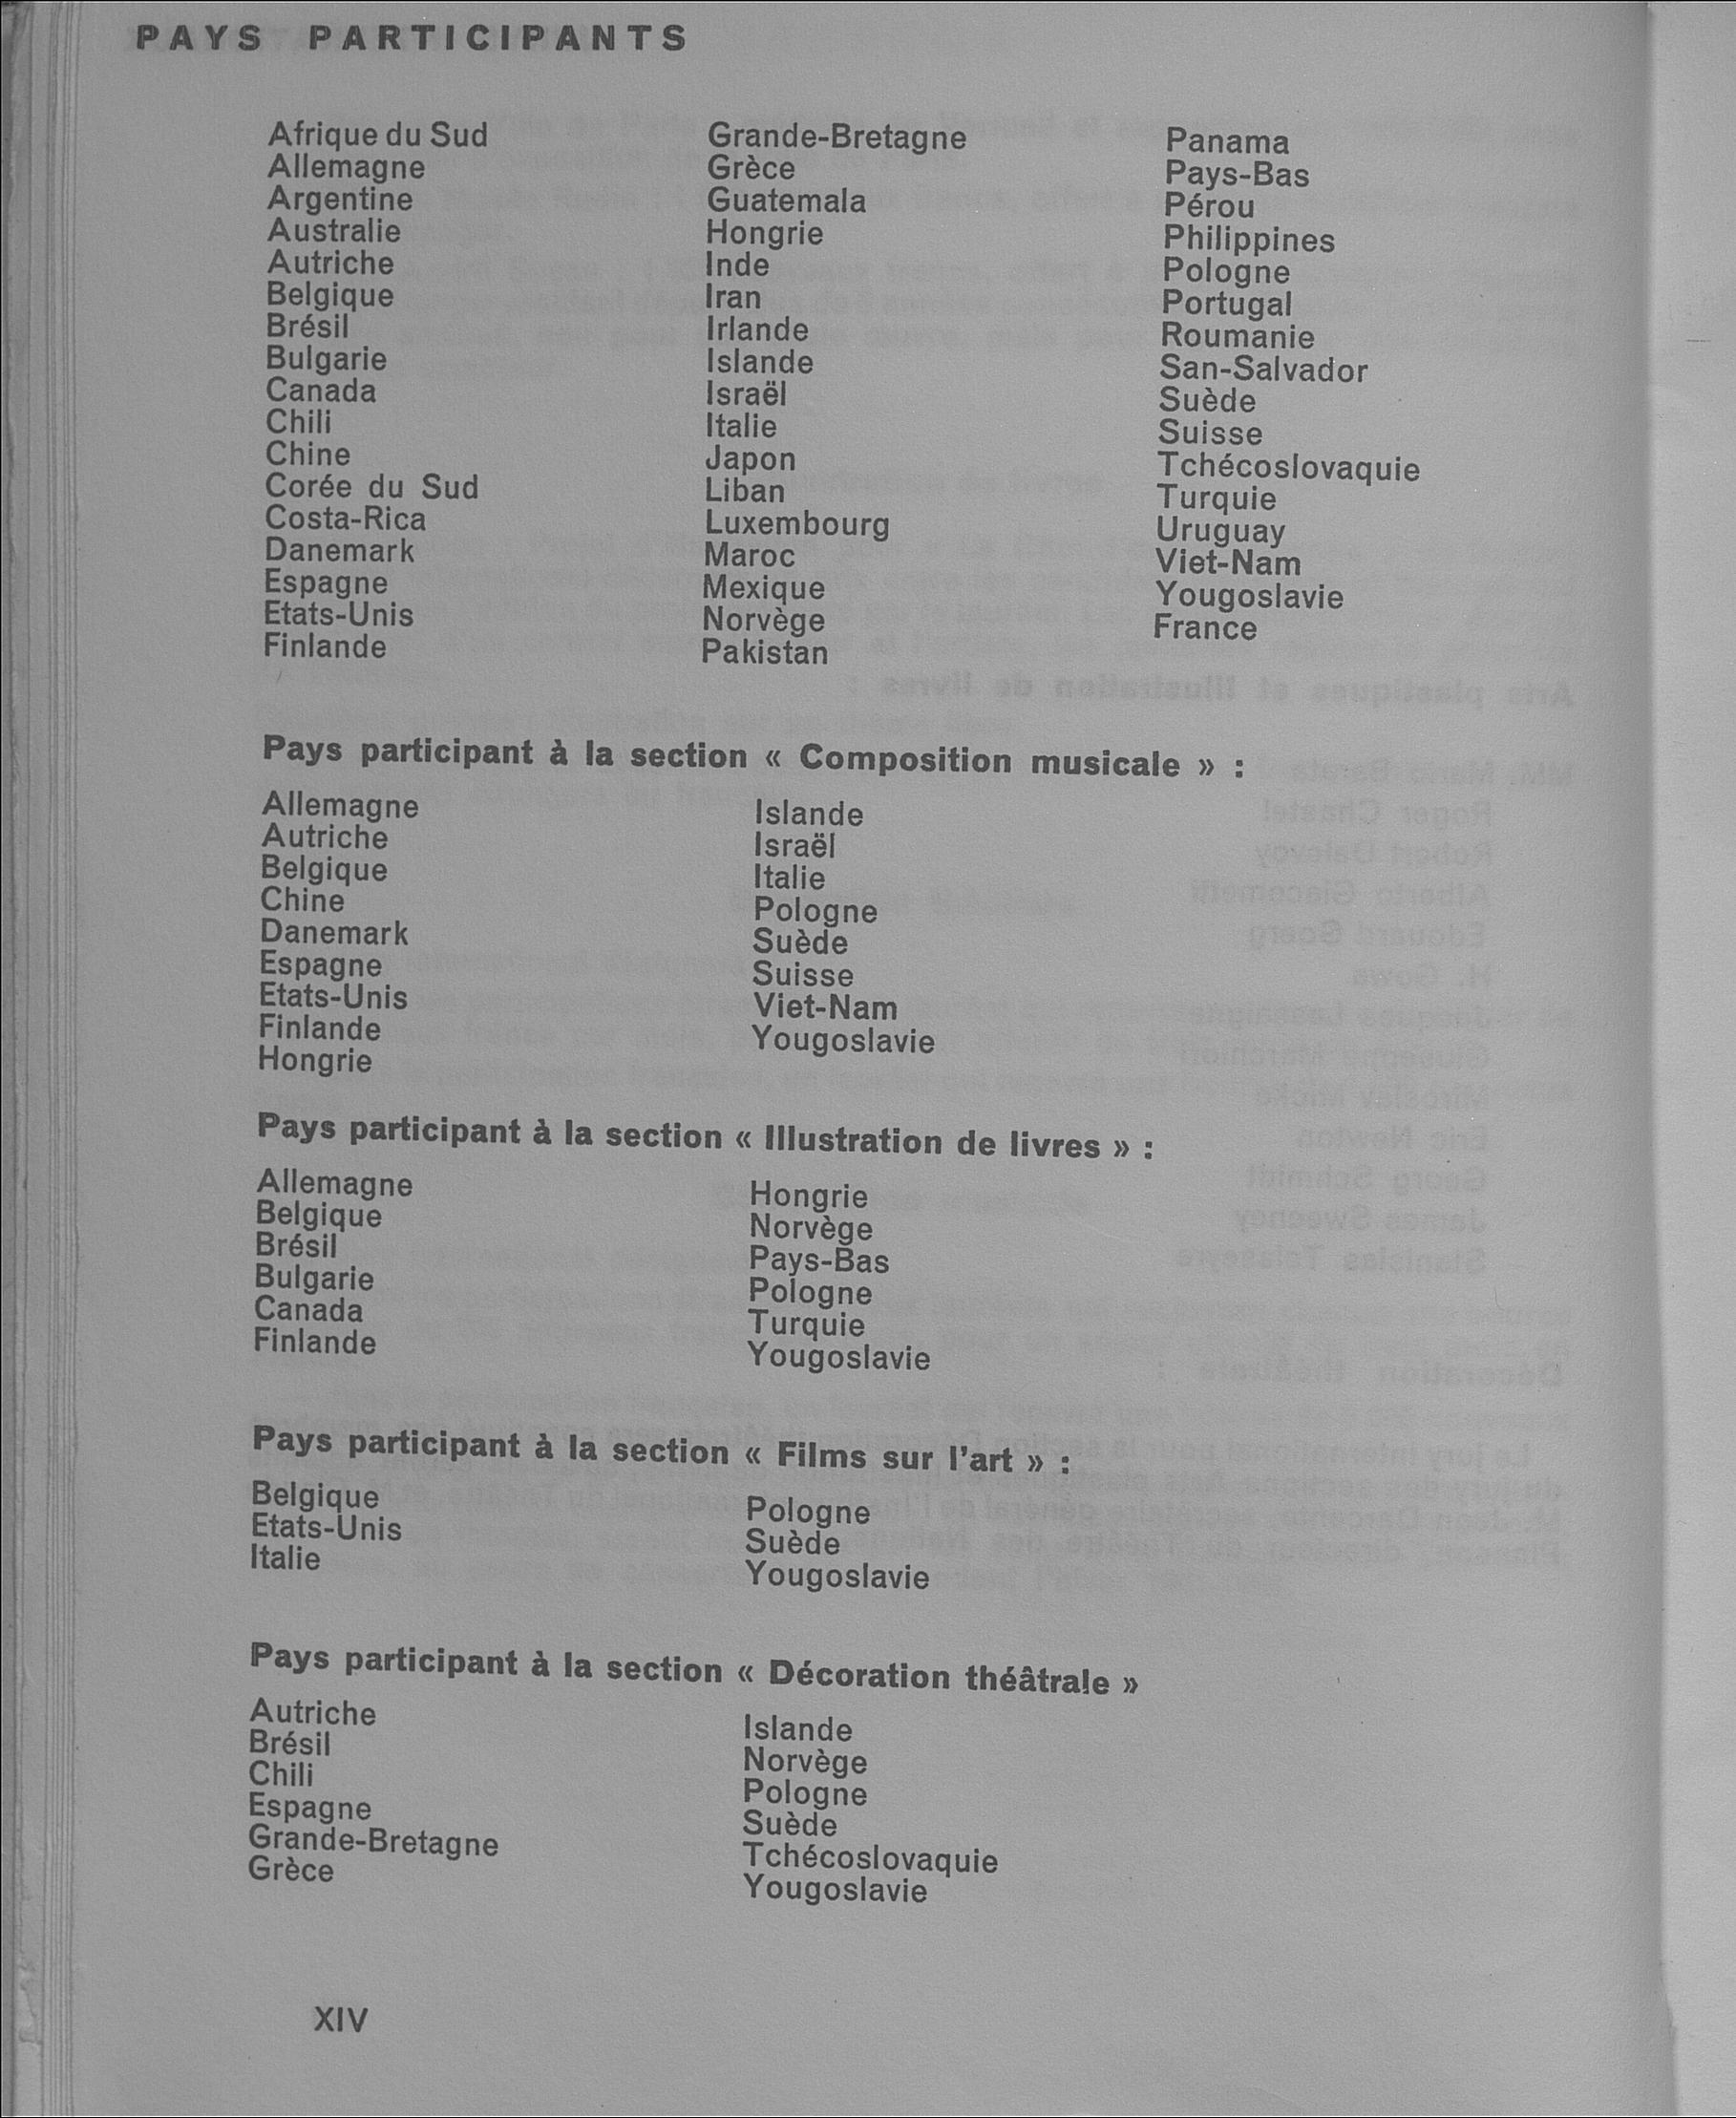 PAYS PARTICIPANTS
Afrique du Sud
Allemagne
Argentine
Australie
Autriche
Belgique
Brésil
Bulgarie
Canada
Chili
Chine
Corée du Sud
Costa-Rica
Danemark
Espagne
Etats-Unis
Finlande
Grande-Bretagne
Grèce
Guatemala
Hongrie
Inde
Iran
Irlande
Islande
Israël
Italie
Japon
Liban
Luxembourg
Maroc
Mexique
Norvège
Pakistan
Panama
Pays-Bas
Pérou
Philippines
Pologne
Portugal
Roumanie
San-Salvador
Suède
Suisse
Tchécoslovaquie
Turquie
Uruguay
Viet-Nam
Yougoslavie
France
Pays participant à la section « Composition musicale » :
Allemagne
Autriche
Belgique
Chine
Danemark
Espagne
Etats-Unis
Finlande
Hongrie
Islande
Israël
Italie
Pologne
Suède
Suisse
Viet-Nam
Yougoslavie
Pays participant à la section « Illustration de livres » :
Allemagne
Belgique
Brésil
Bulgarie
Canada
Finlande
Hongrie
Norvège
Pays-Bas
Pologne
Turquie
Yougoslavie
Pays participant à la section « Films sur l'art » :
Belgique
Etats-Unis
Italie
Pologne
Suède
Yougoslavie
Pays participant à la section « Décoration théâtrale »
Autriche
Brésil
Chili
Espagne
Grande-Bretagne
Grèce
Islande
Norvège
Pologne
Suède
Tchécoslovaquie
Yougoslavie
XIV